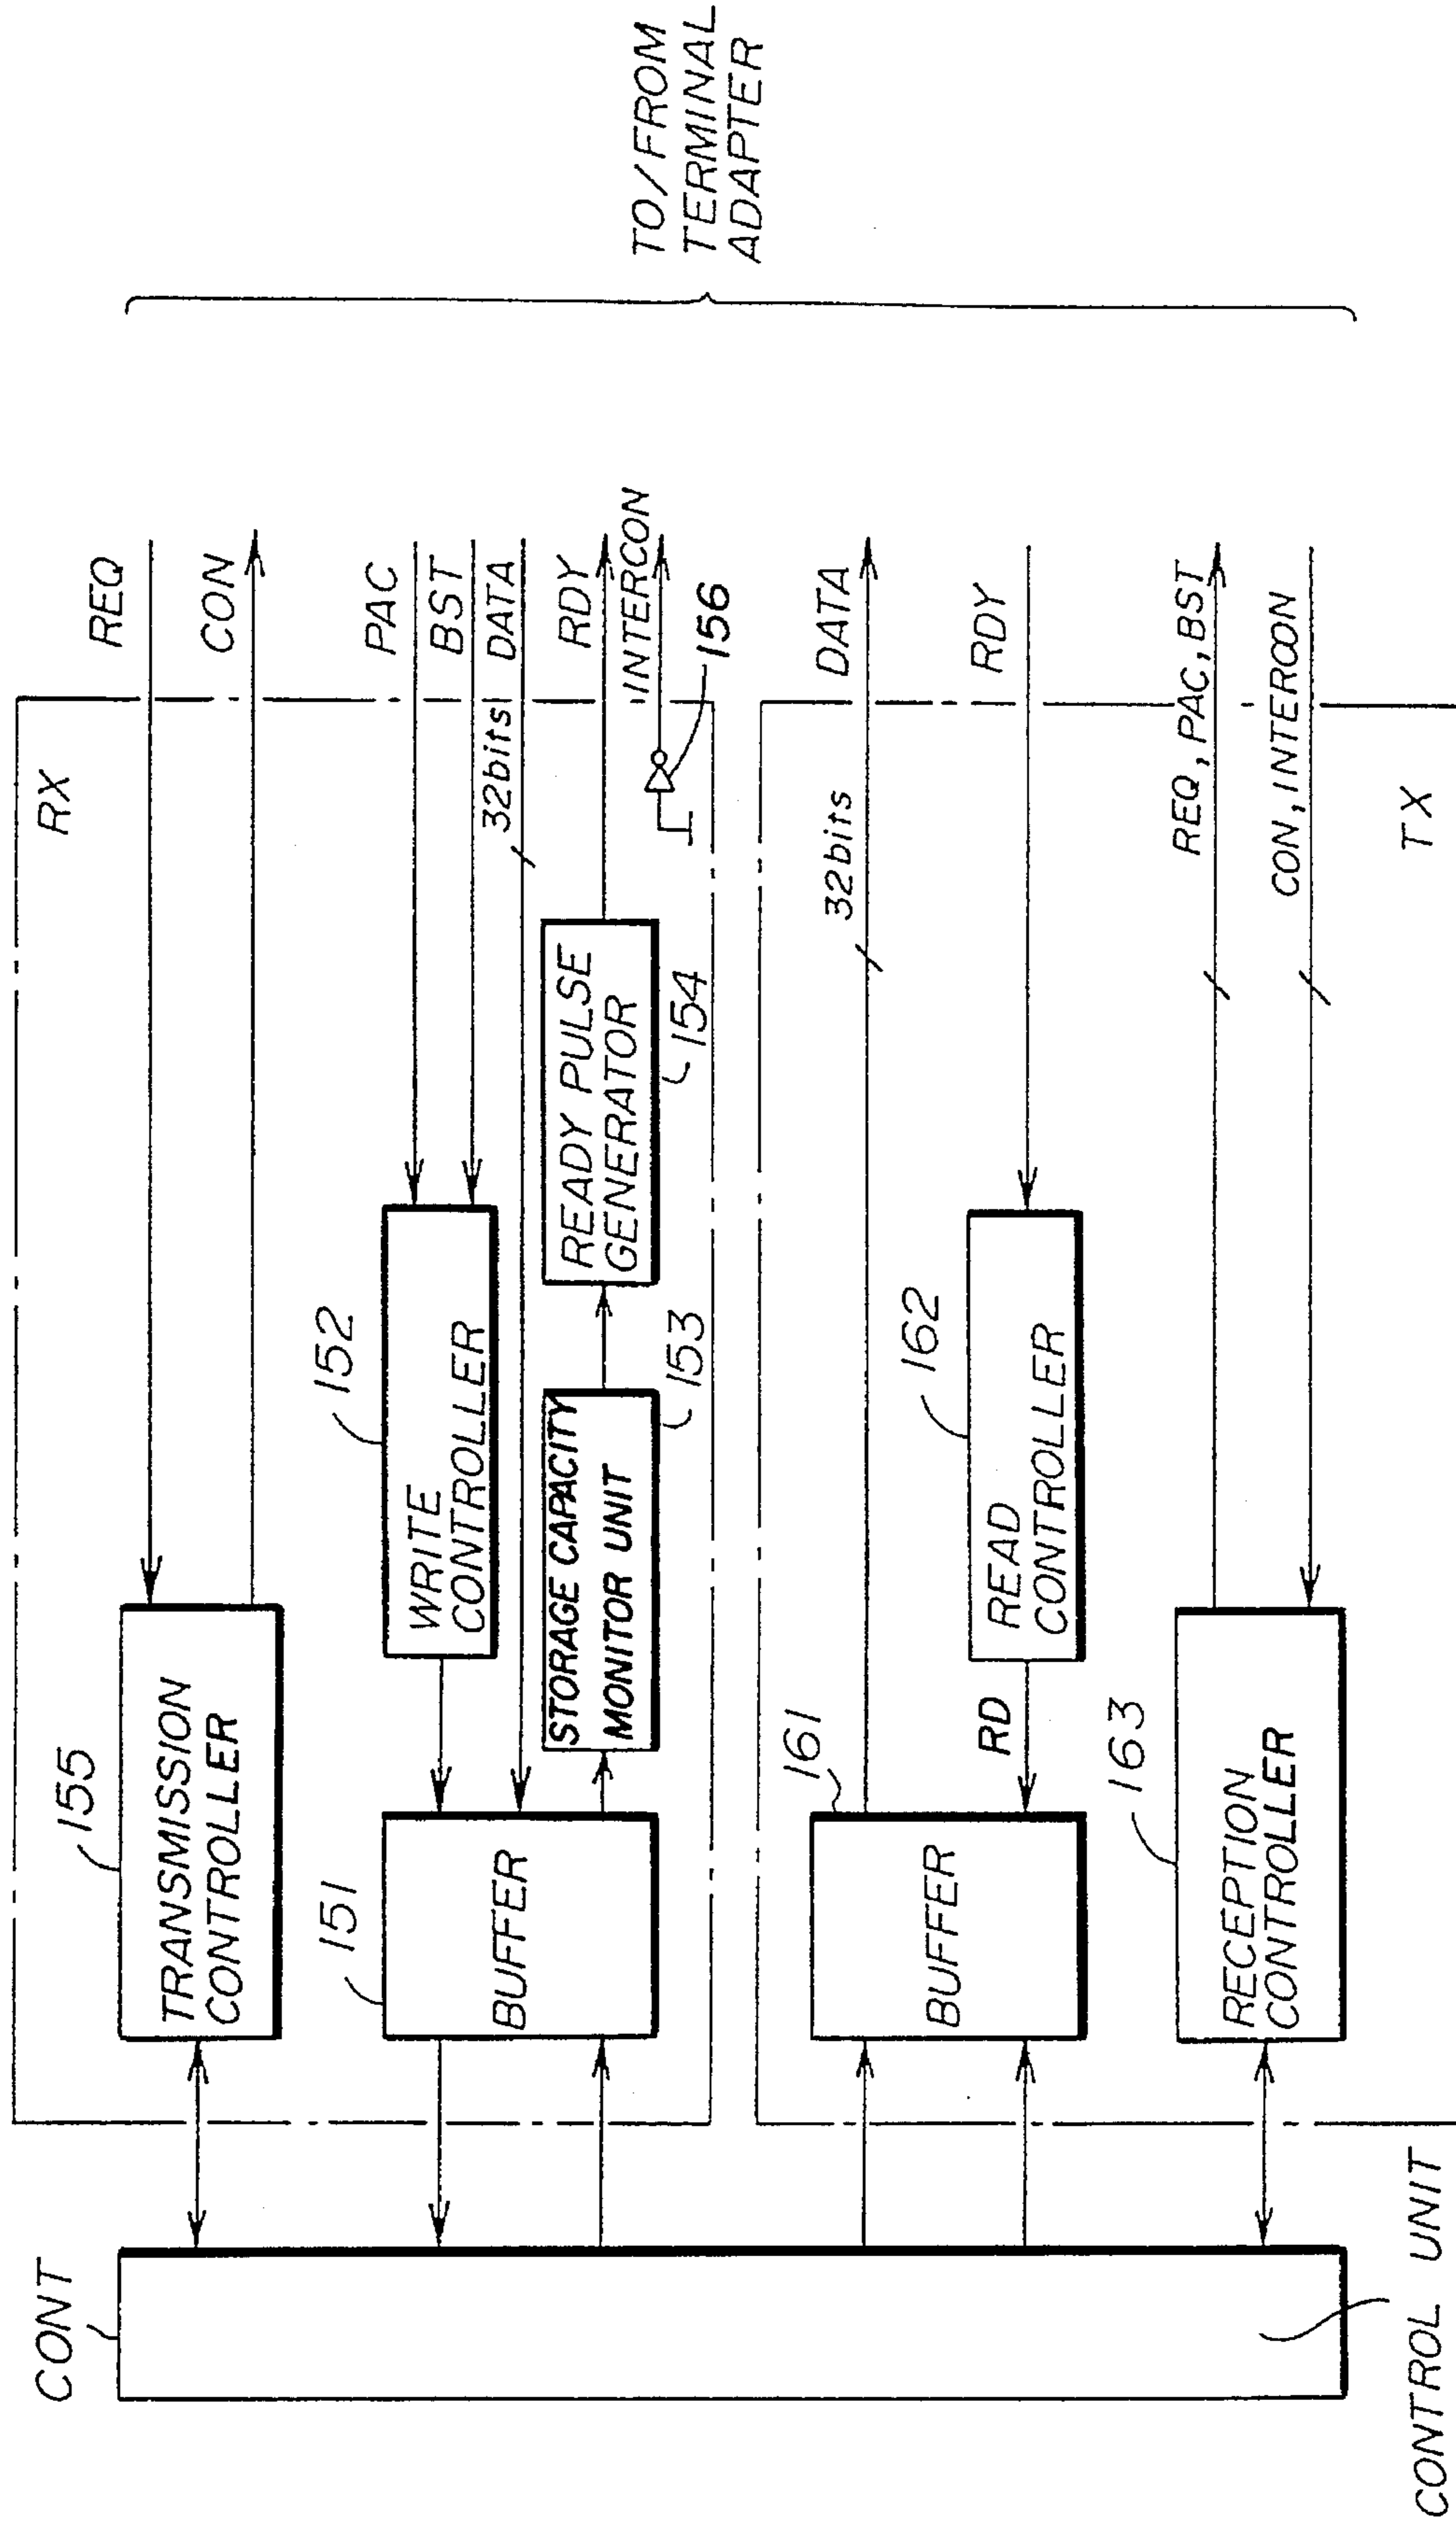 CONT
CONTROL UNIT
RX
155
TRANSMISSION
CONTROLLER
REQ
CON
151
BUFFER
152
WRITE
CONTROLLER
PAC
BST
32bits DATA
STORAGE CAPACITY
MONITOR UNIT
153
READY PULSE
GENERATOR
154
RDY
INTERCON
156
161
BUFFER
32bits DATA
RD
162
READ
CONTROLLER
RDY
163
RECEPTION
CONTROLLER
REQ, PAC, BST
CON, INTERCON
TX
TO/FROM
TERMINAL
ADAPTER